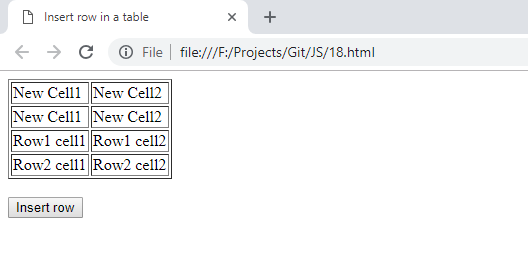 Insert row in a table
File file:///F:/Projects/Git/JS/18.html
New Cell1 New Cell2
New Cell1 New Cell2
Row1 cell1 Row1 cell2
Row2 cell1 Row2 cell2
Insert row